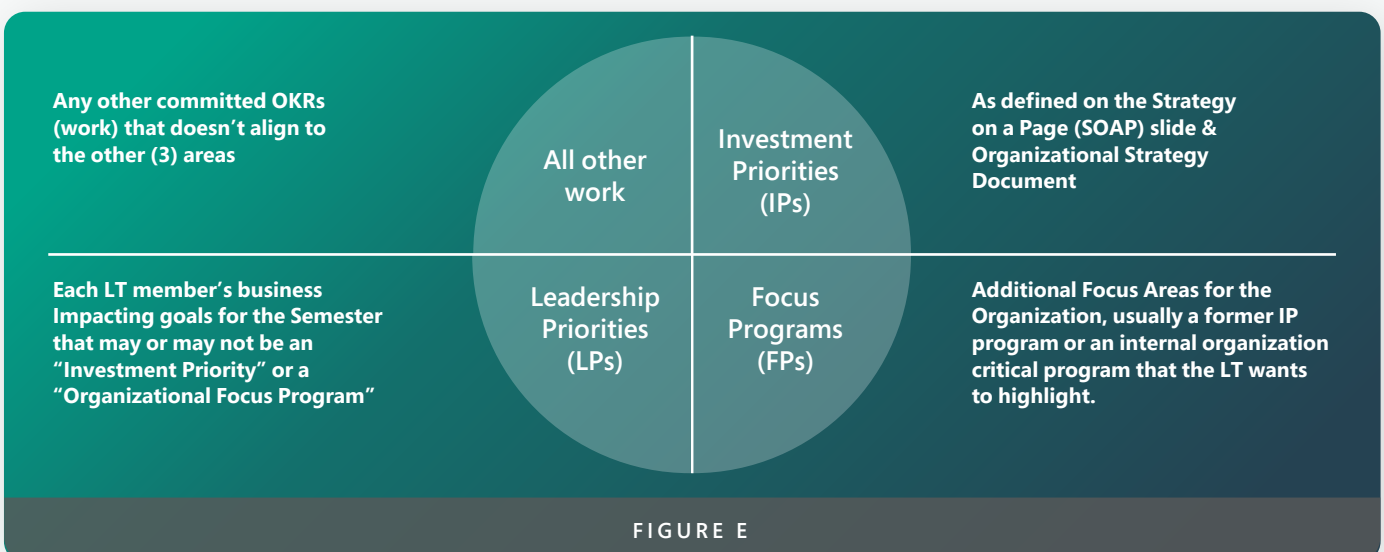 Any other committed OKRs
(work) that doesn’t align to
the other (3) areas
All other
work
Investment
Priorities
(IPs)
As defined on the Strategy
on a Page (SOAP) slide &
Organizational Strategy
Document
Each LT member’s business
Impacting goals for the Semester
that may or may not be an
“Investment Priority” or a
“Organizational Focus Program”
Leadership
Priorities
(LPs)
Focus
Programs
(FPs)
Additional Focus Areas for the
Organization, usually a former IP
program or an internal organization
critical program that the LT wants
to highlight.
FIGURE E